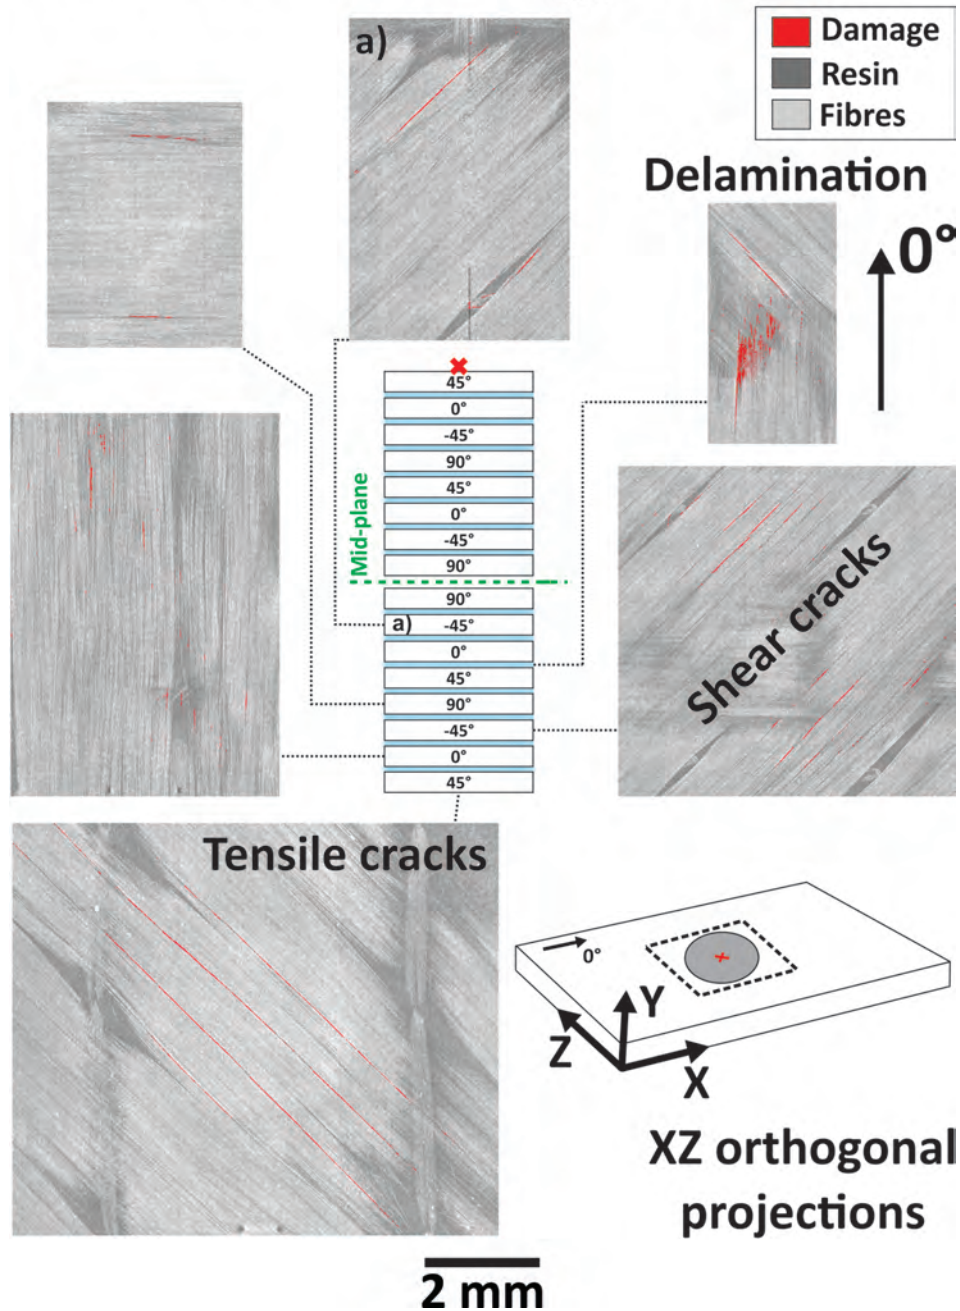 a)
Damage
Resin
Fibres
Delamination
0°
45°
0°
-45°
90°
45°
0°
-45°
90°
Mid-plane
90°
a) -45°
0°
45°
90°
-45°
0°
45°
Shear cracks
Tensile cracks
0°
Y
Z
X
XZ orthogonal
projections
2 mm